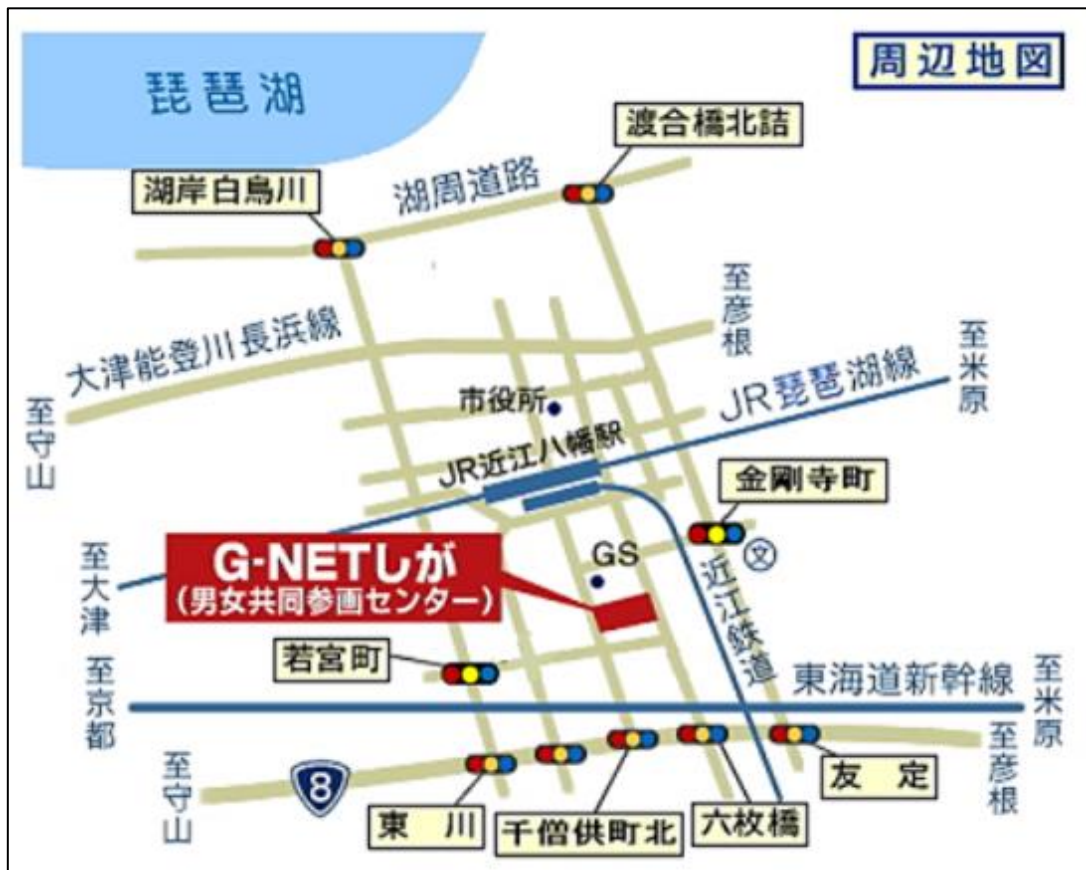 周辺地図
琵琶湖
渡合橋北詰
湖岸白鳥川
湖周道路
至彦根
大津能登川長浜線
至米原
至守山
市役所
JR琵琶湖線
JR近江八幡駅
金剛寺町
G-NETしが
(男女共同参画センター)
GS
文
至大津
近江鉄道
若宮町
至京都
東海道新幹線
至米原
至守山
8
東川
千僧供町北
六枚橋
友定
至彦根